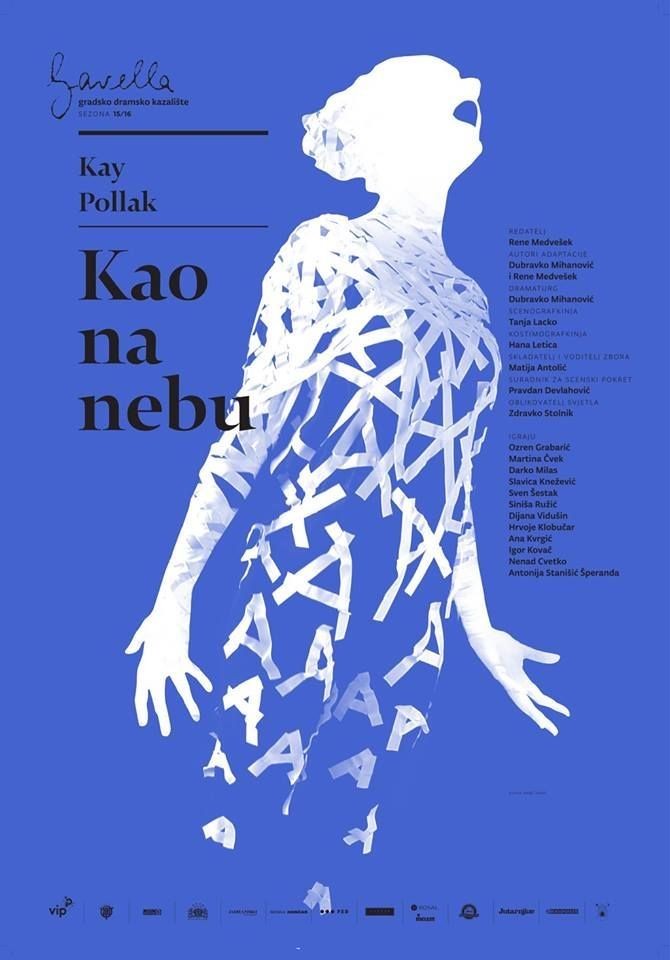 Gavella
gradsko dramsko kazalište
SEZONA 15/16
Kay
Pollak
Kao
na
nebu
REDATELJ
Rene Medvešek
AUTORI ADAPTACIJE
Dubravko Mihanović
i Rene Medvešek
DRAMATURG
Dubravko Mihanović
SCENOGRAFKINJA
Tanja Lacko
KOSTIMOGRAFKINJA
Hana Letica
SKLADATELJ I VODITELJ ZBORA
Matija Antolić
SURADNIK ZA SCENSKI POKRET
Pravdan Devlahović
OBLIKOVATELJ SVJETLA
Zdravko Stolnik
IGRAJU
Ozren Grabarić
Martina Čvek
Darko Milas
Slavica Knežević
Sven Šestak
Siniša Ružić
Dijana Vidušin
Hrvoje Klobučar
Ana Kvrgić
Igor Kovač
Nenad Cvetko
Antonija Stanišić Šperanda
A
A
A
A
A
A
A
A
A
A
A
A
A
vip
PBD
ROYAL
Jutarnji